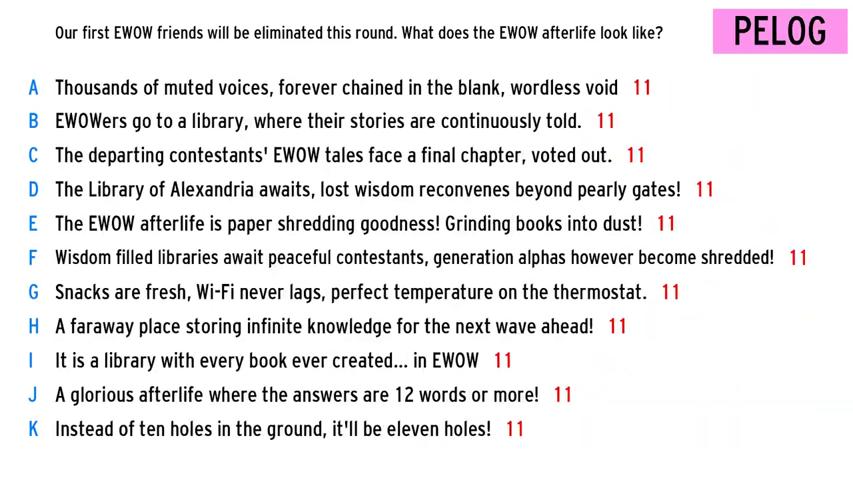 Our first EWOW friends will be eliminated this round. What does the EWOW afterlife look like?
PELOG
A Thousands of muted voices, forever chained in the blank, wordless void 11
B EWOWers go to a library, where their stories are continuously told. 11
C The departing contestants' EWOW tales face a final chapter, voted out. 11
D The Library of Alexandria awaits, lost wisdom reconvenes beyond pearly gates! 11
E The EWOW afterlife is paper shredding goodness! Grinding books into dust! 11
F Wisdom filled libraries await peaceful contestants, generation alphas however become shredded! 11
G Snacks are fresh, Wi-Fi never lags, perfect temperature on the thermostat. 11
H A faraway place storing infinite knowledge for the next wave ahead! 11
I It is a library with every book ever created... in EWOW 11
J A glorious afterlife where the answers are 12 words or more! 11
K Instead of ten holes in the ground, it'll be eleven holes! 11